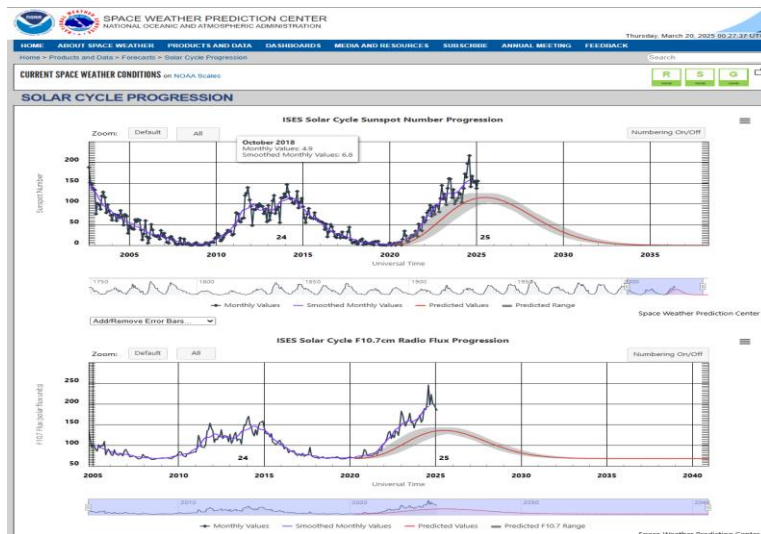 SPACE WEATHER PREDICTION CENTER
NATIONAL OCEANIC AND ATMOSPHERIC ADMINISTRATION
Thursday, March 20, 2025 00:27:37 UTC
HOME ABOUT SPACE WEATHER PRODUCTS AND DATA DASHBOARDS MEDIA AND RESOURCES SUBSCRIBE ANNUAL MEETING FEEDBACK
Home > Products and Data > Forecasts > Solar Cycle Progression
Search
CURRENT SPACE WEATHER CONDITIONS on NOAA Scales
R S G
SOLAR CYCLE PROGRESSION
ISES Solar Cycle Sunspot Number Progression
Zoom: Default All
Numbering On/Off
October 2018
Monthly Values: 4.9
Smoothed Monthly Values: 6.8
Sunspot Number
200
150
100
50
0
24 25
2005 2010 2015 2020 2025 2030 2035
Universal Time
1750 1800 1850 1900 1950 2000
Monthly Values Smoothed Monthly Values Predicted Values Predicted Range
Space Weather Prediction Center
Add/Remove Error Bars...
ISES Solar Cycle F10.7cm Radio Flux Progression
Zoom: Default All
Numbering On/Off
F10.7 Flux (solar flux units)
250
200
150
100
50
24 25
2005 2010 2015 2020 2025 2030 2035 2040
Universal Time
2010 2020 2030
Monthly Values Smoothed Monthly Values Predicted Values Predicted F10.7 Range
Space Weather Prediction Center